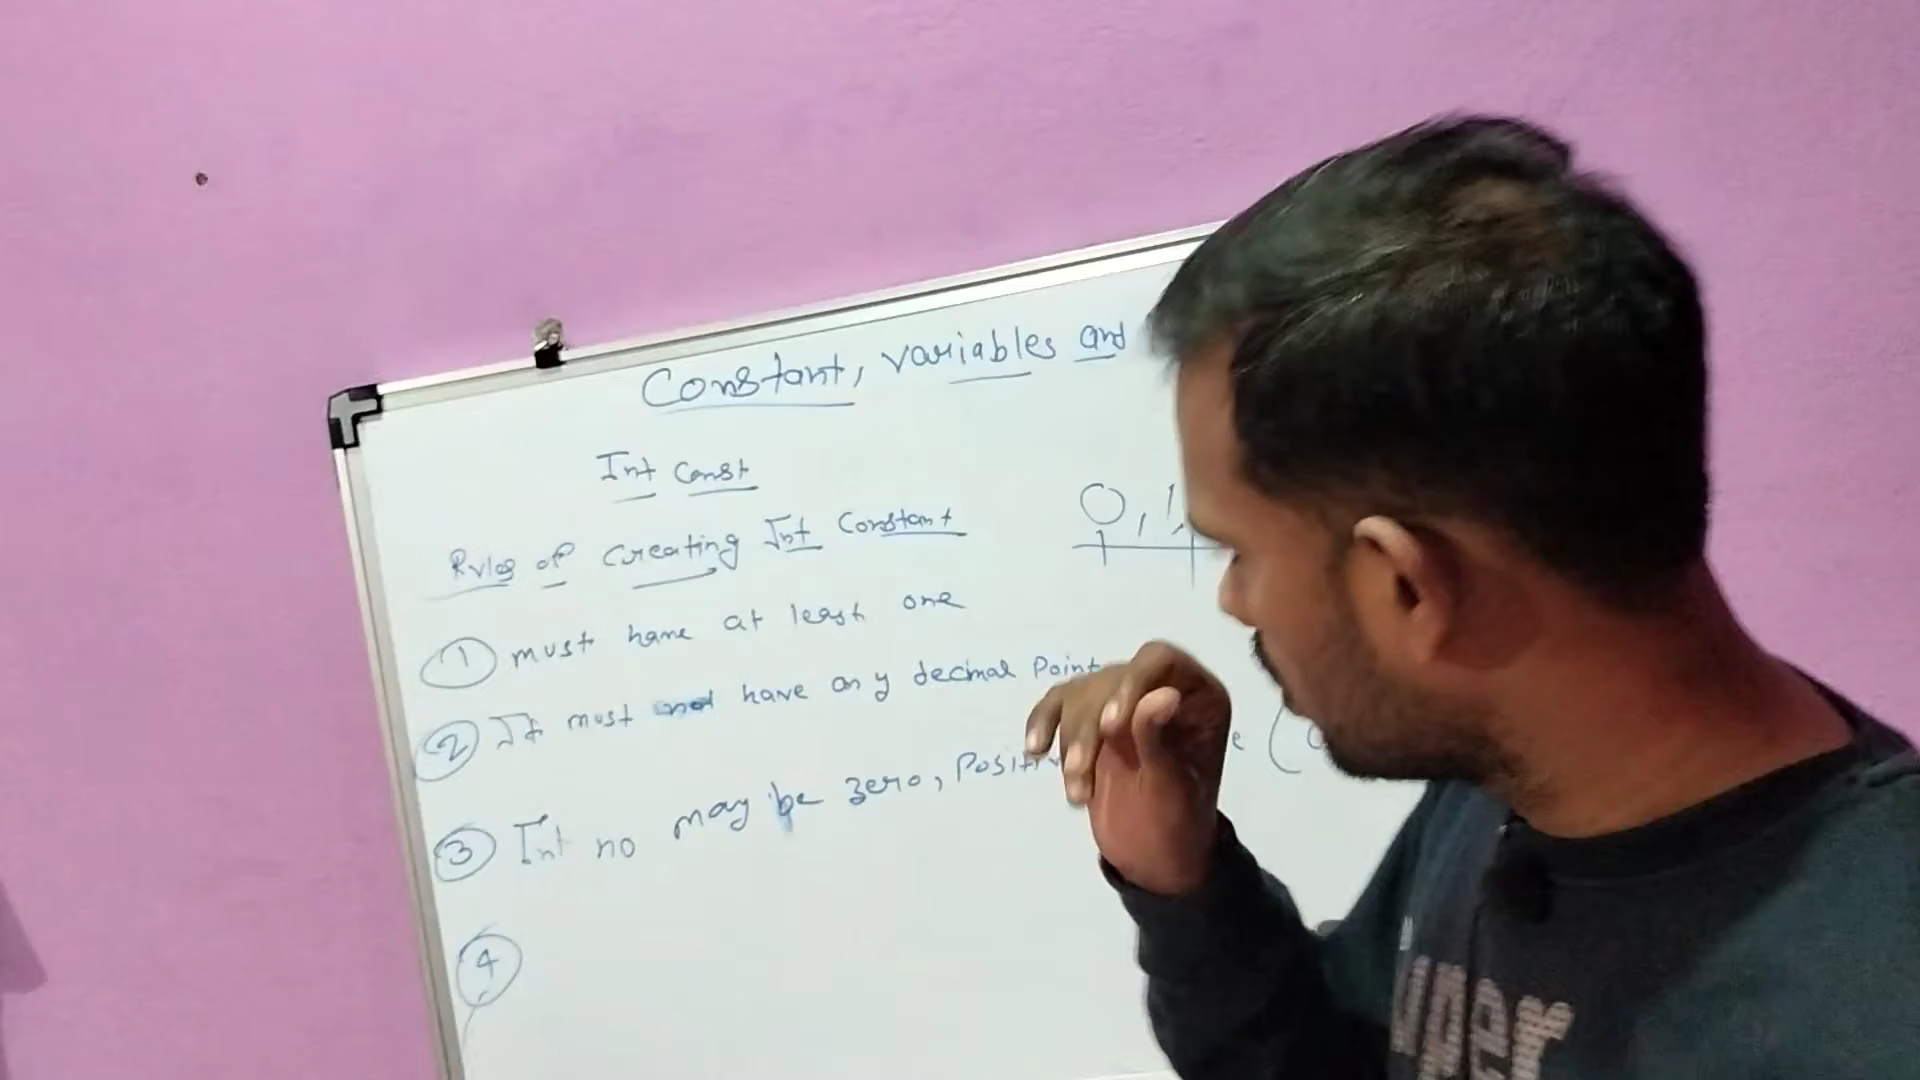 Constant, variables and
Int Const
0, 1,
Rules of creating Int Constant
① must have at least one
② It must not have any decimal Point
③ Int no may be zero, Positiv e (
④